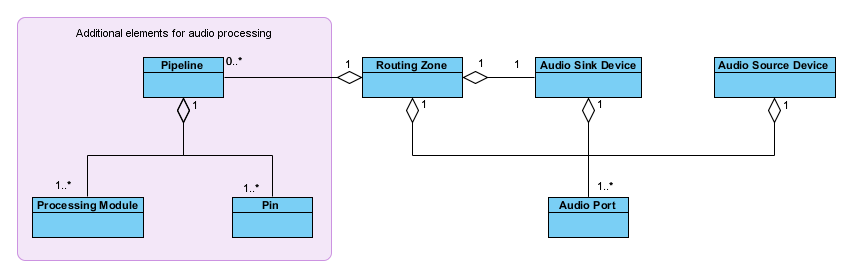 Additional elements for audio processing
Pipeline
0..*
1
Routing Zone
1
1
Audio Sink Device
Audio Source Device
1
1
1
1
1..*
1..*
1..*
Processing Module
Pin
Audio Port